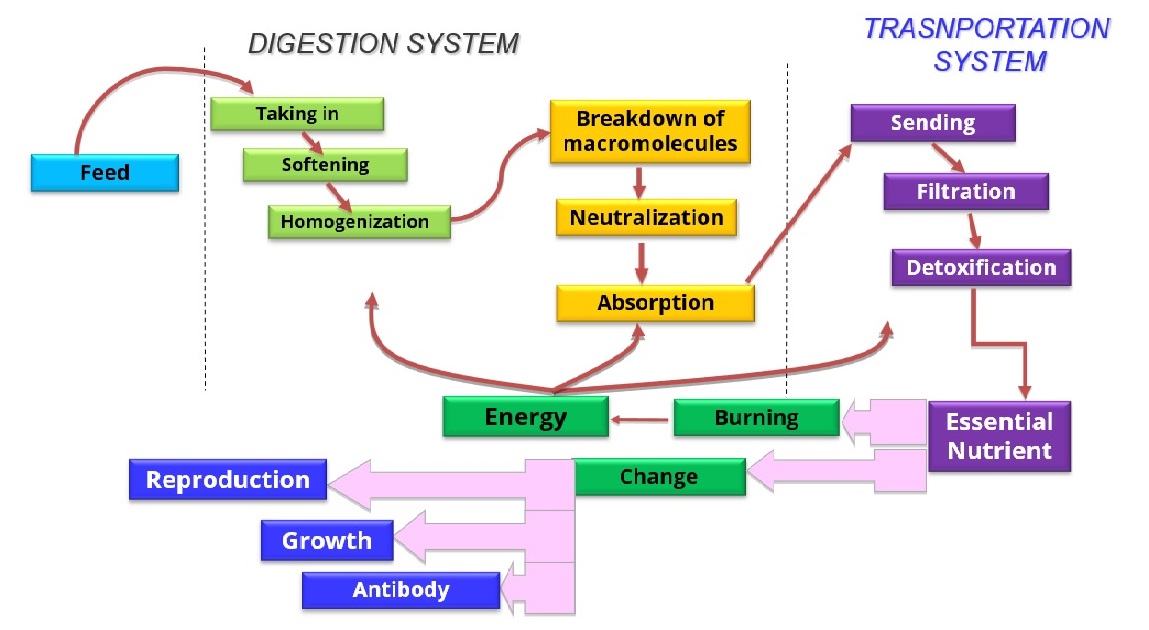 DIGESTION SYSTEM
TRASNPORTATION
SYSTEM
Feed
Taking in
Softening
Homogenization
Breakdown of
macromolecules
Neutralization
Absorption
Sending
Filtration
Detoxification
Essential
Nutrient
Burning
Energy
Change
Reproduction
Growth
Antibody